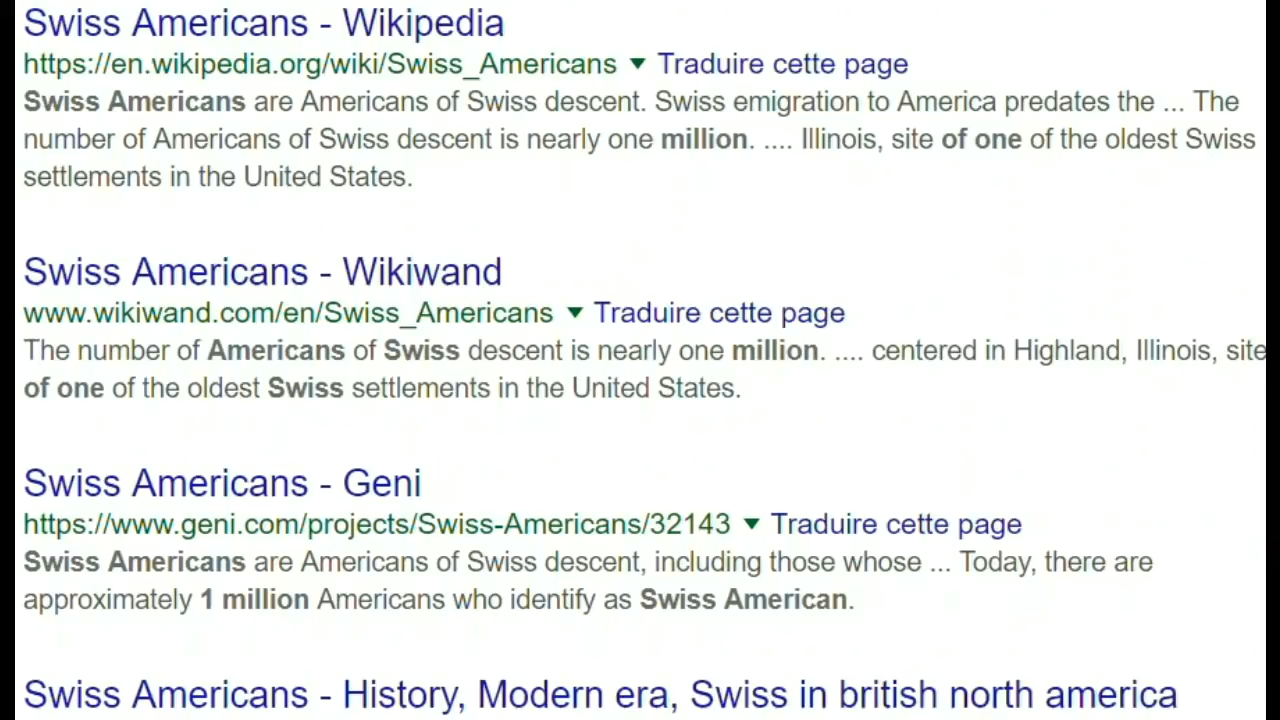 Swiss Americans - Wikipedia
https://en.wikipedia.org/wiki/Swiss_Americans ▼ Traduire cette page
Swiss Americans are Americans of Swiss descent. Swiss emigration to America predates the ... The
number of Americans of Swiss descent is nearly one million. .... Illinois, site of one of the oldest Swiss
settlements in the United States.
Swiss Americans - Wikiwand
www.wikiwand.com/en/Swiss_Americans ▼ Traduire cette page
The number of Americans of Swiss descent is nearly one million. .... centered in Highland, Illinois, site
of one of the oldest Swiss settlements in the United States.
Swiss Americans - Geni
https://www.geni.com/projects/Swiss-Americans/32143 ▼ Traduire cette page
Swiss Americans are Americans of Swiss descent, including those whose ... Today, there are
approximately 1 million Americans who identify as Swiss American.
Swiss Americans - History, Modern era, Swiss in british north america